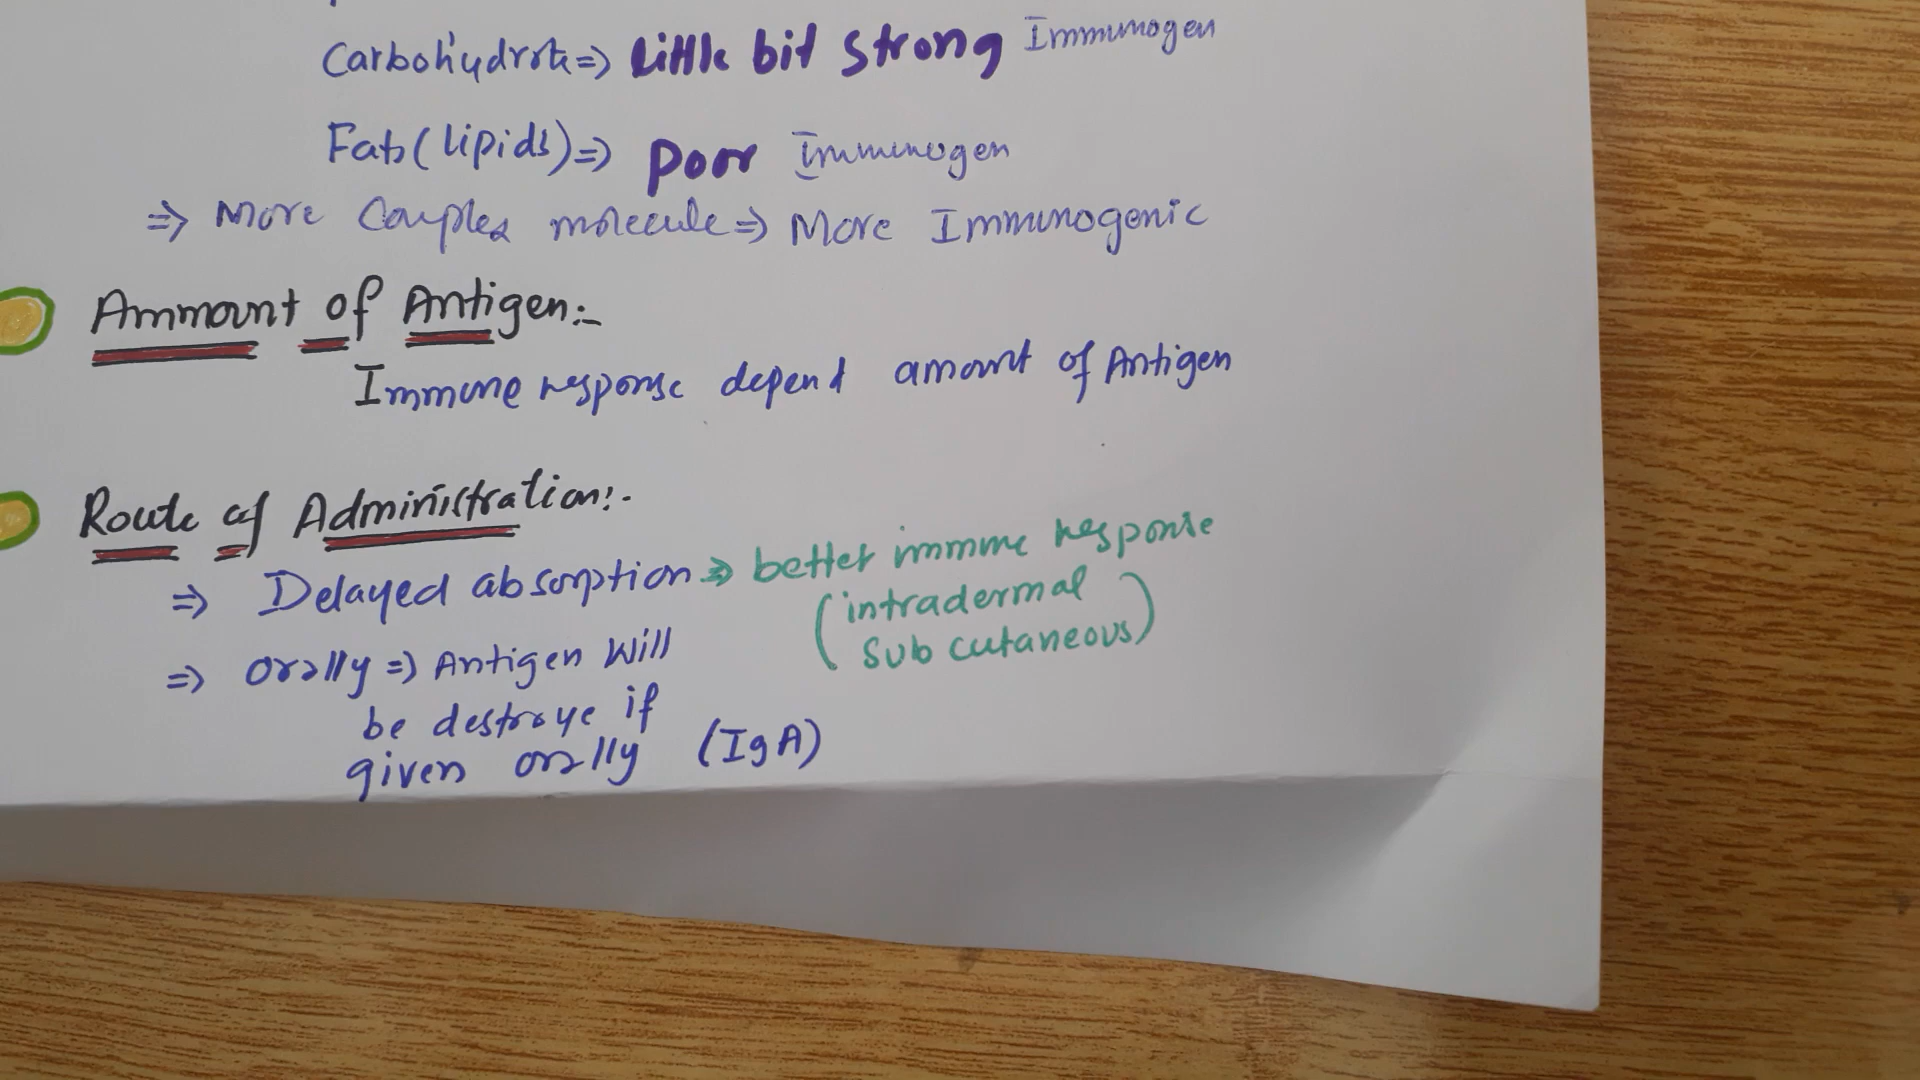 Carbohydrate => Little bit strong Immunogen
Fats (lipids) => poor Immunogen
=> More Complex molecule => More Immunogenic
Ammount of Antigen:-
Immune response depend amount of Antigen
Route of Administration:-
=> Delayed absorption => better immune response
(intradermal
Sub cutaneous)
=> Orally => Antigen will
be destroye if
given orally (IgA)